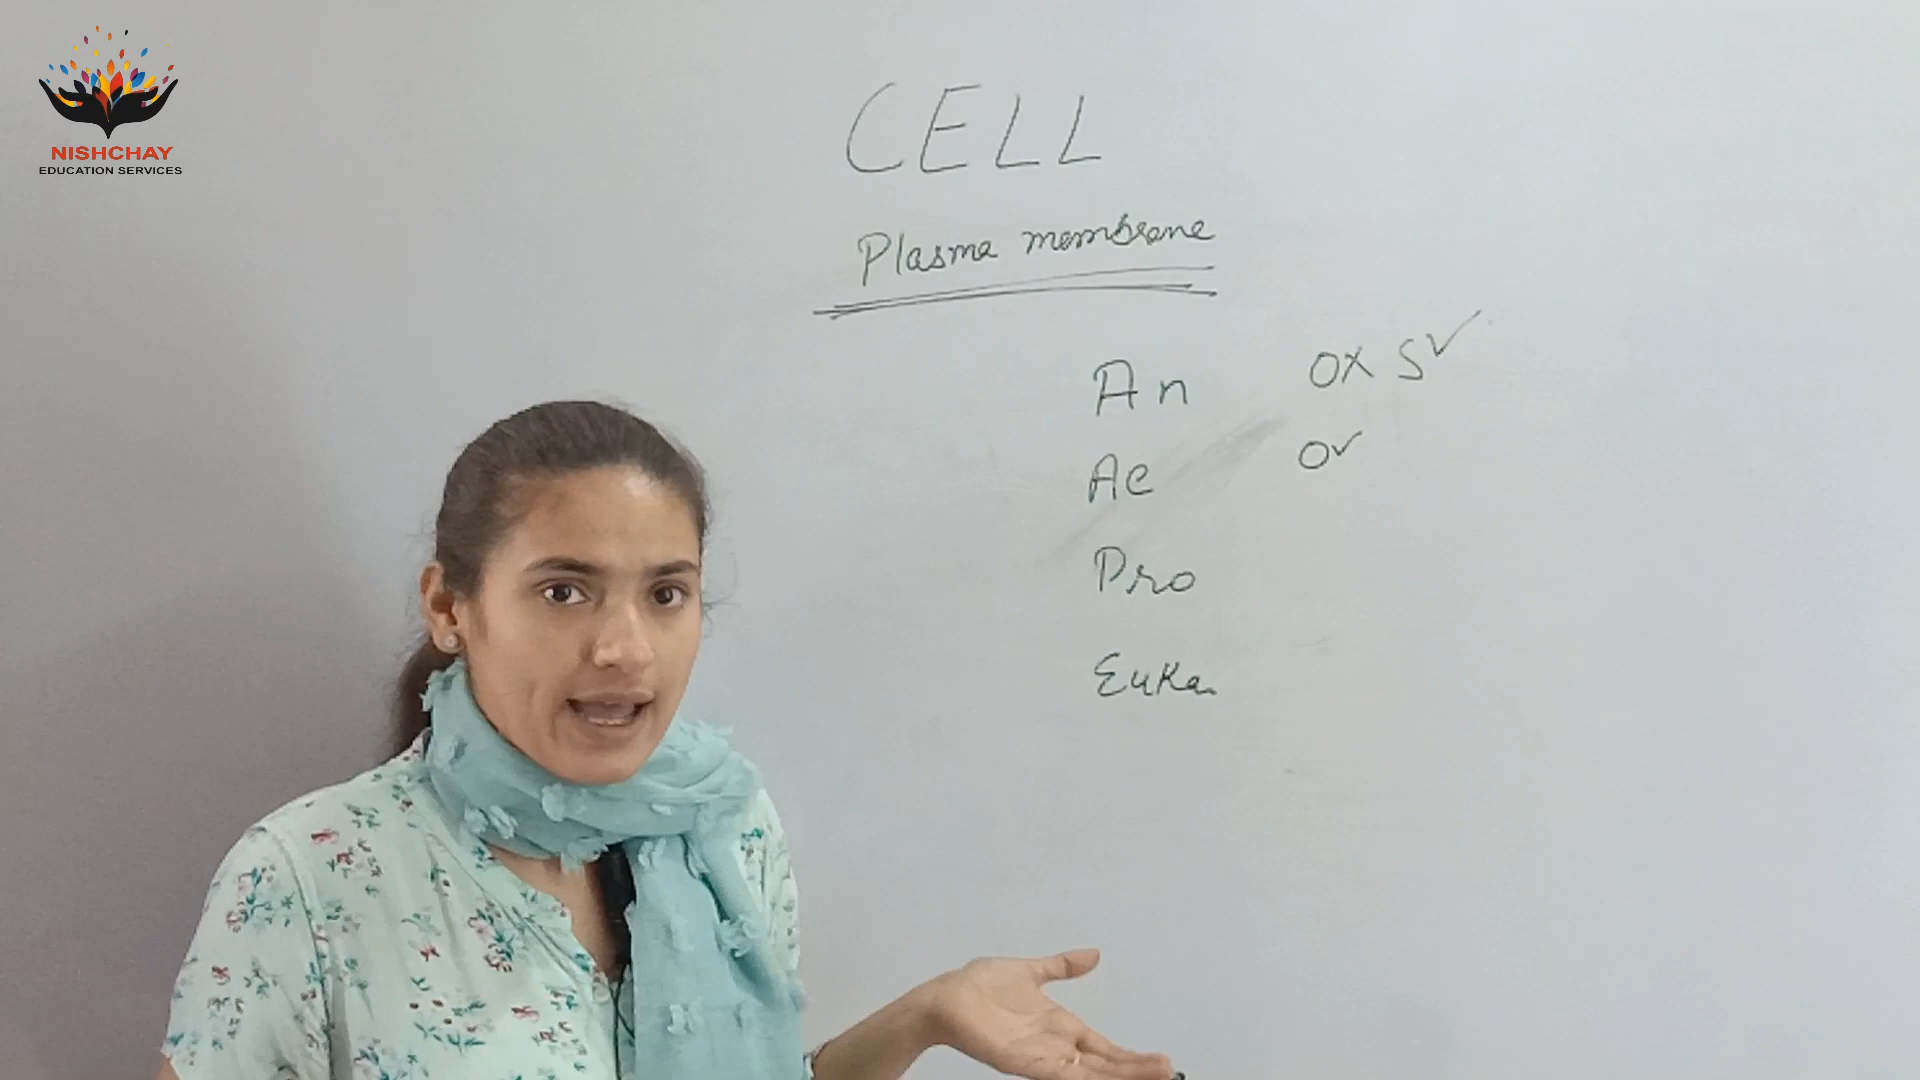 NISHCHAY
EDUCATION SERVICES
CELL
Plasma membrane
An OX S✓
Ae O✓
Pro
Euka